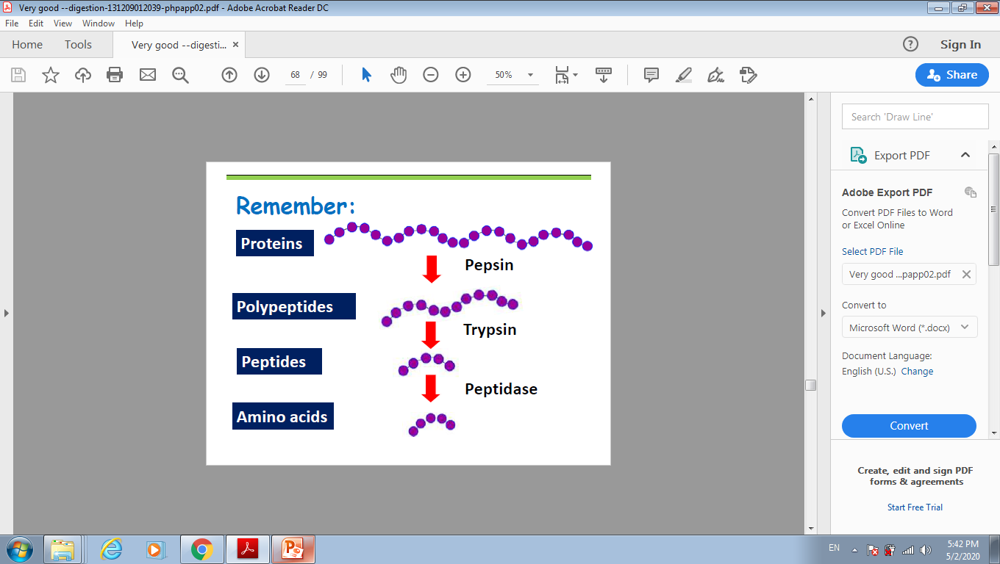 Very good --digestion-131209012039-phpapp02.pdf - Adobe Acrobat Reader DC
File Edit View Window Help
Home Tools Very good --digesti... × Sign In
68 / 99 50% Share
Search 'Draw Line'
Export PDF
Adobe Export PDF
Convert PDF Files to Word
or Excel Online
Select PDF File
Very good ...papp02.pdf
Convert to
Microsoft Word (*.docx)
Document Language:
English (U.S.) Change
Convert
Create, edit and sign PDF
forms & agreements
Start Free Trial
Remember:
Proteins
Pepsin
Polypeptides
Trypsin
Peptides
Peptidase
Amino acids
EN
5:42 PM
5/2/2020